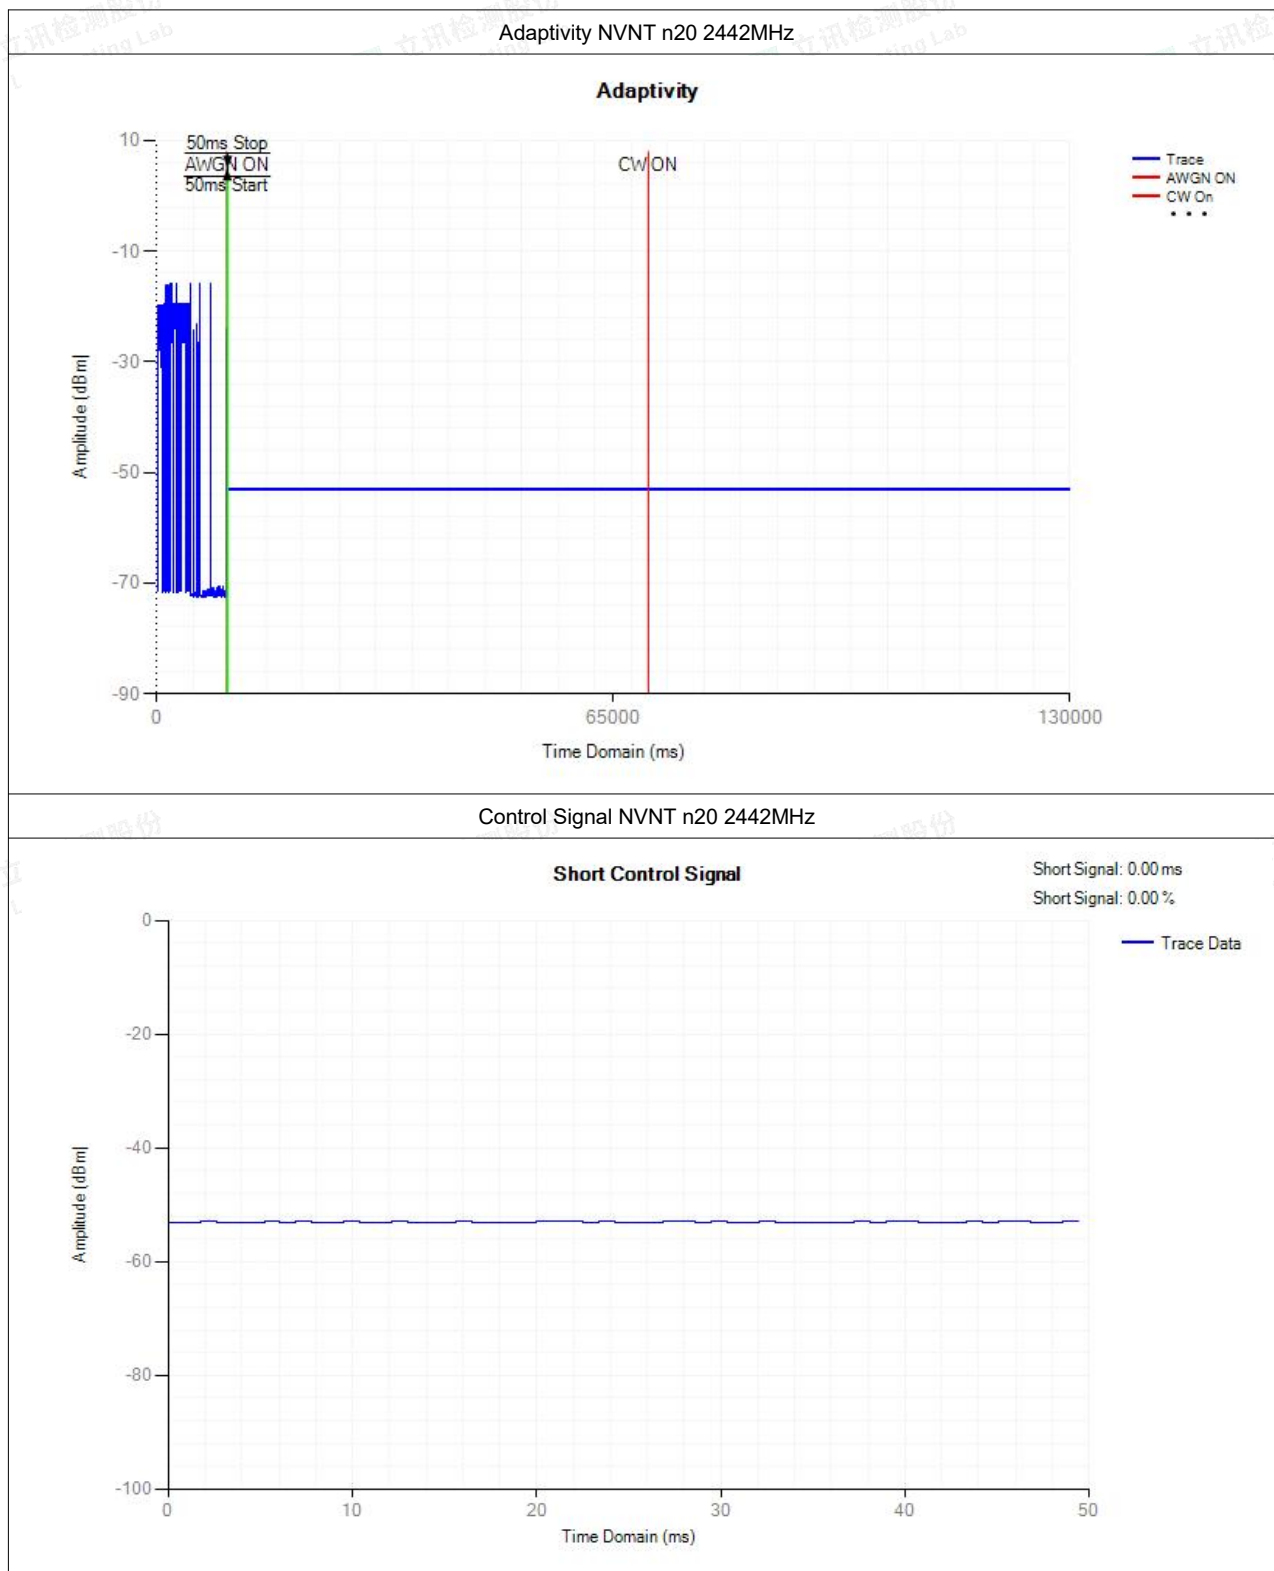 Adaptivity NVNT n20 2442MHz
Adaptivity
50ms Stop
AWGN ON
50ms Start
CW ON
Trace
AWGN ON
CW On
10
-10
-30
-50
-70
-90
Amplitude [dBm]
0
65000
130000
Time Domain (ms)
Control Signal NVNT n20 2442MHz
Short Control Signal
Short Signal: 0.00 ms
Short Signal: 0.00 %
Trace Data
0
-20
-40
-60
-80
-100
Amplitude [dBm]
0
10
20
30
40
50
Time Domain (ms)